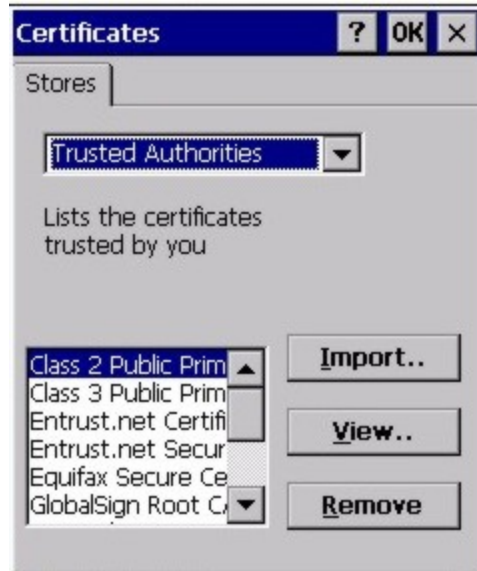 Certificates ? OK ×
Stores
Trusted Authorities
Lists the certificates
trusted by you
Class 2 Public Prim
Class 3 Public Prim
Entrust.net Certifi
Entrust.net Secur
Equifax Secure Ce
GlobalSign Root CA
Import..
View..
Remove